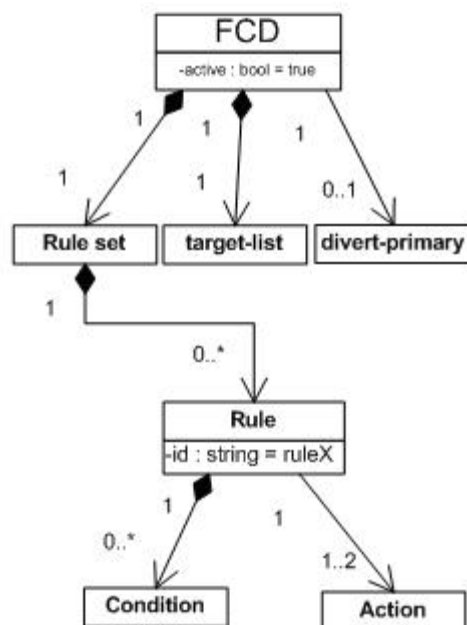 FCD
-active : bool = true
1 1 1
1 1 0..1
Rule set target-list divert-primary
1
0..*
Rule
-id : string = ruleX
1 1
0..* 1..2
Condition Action